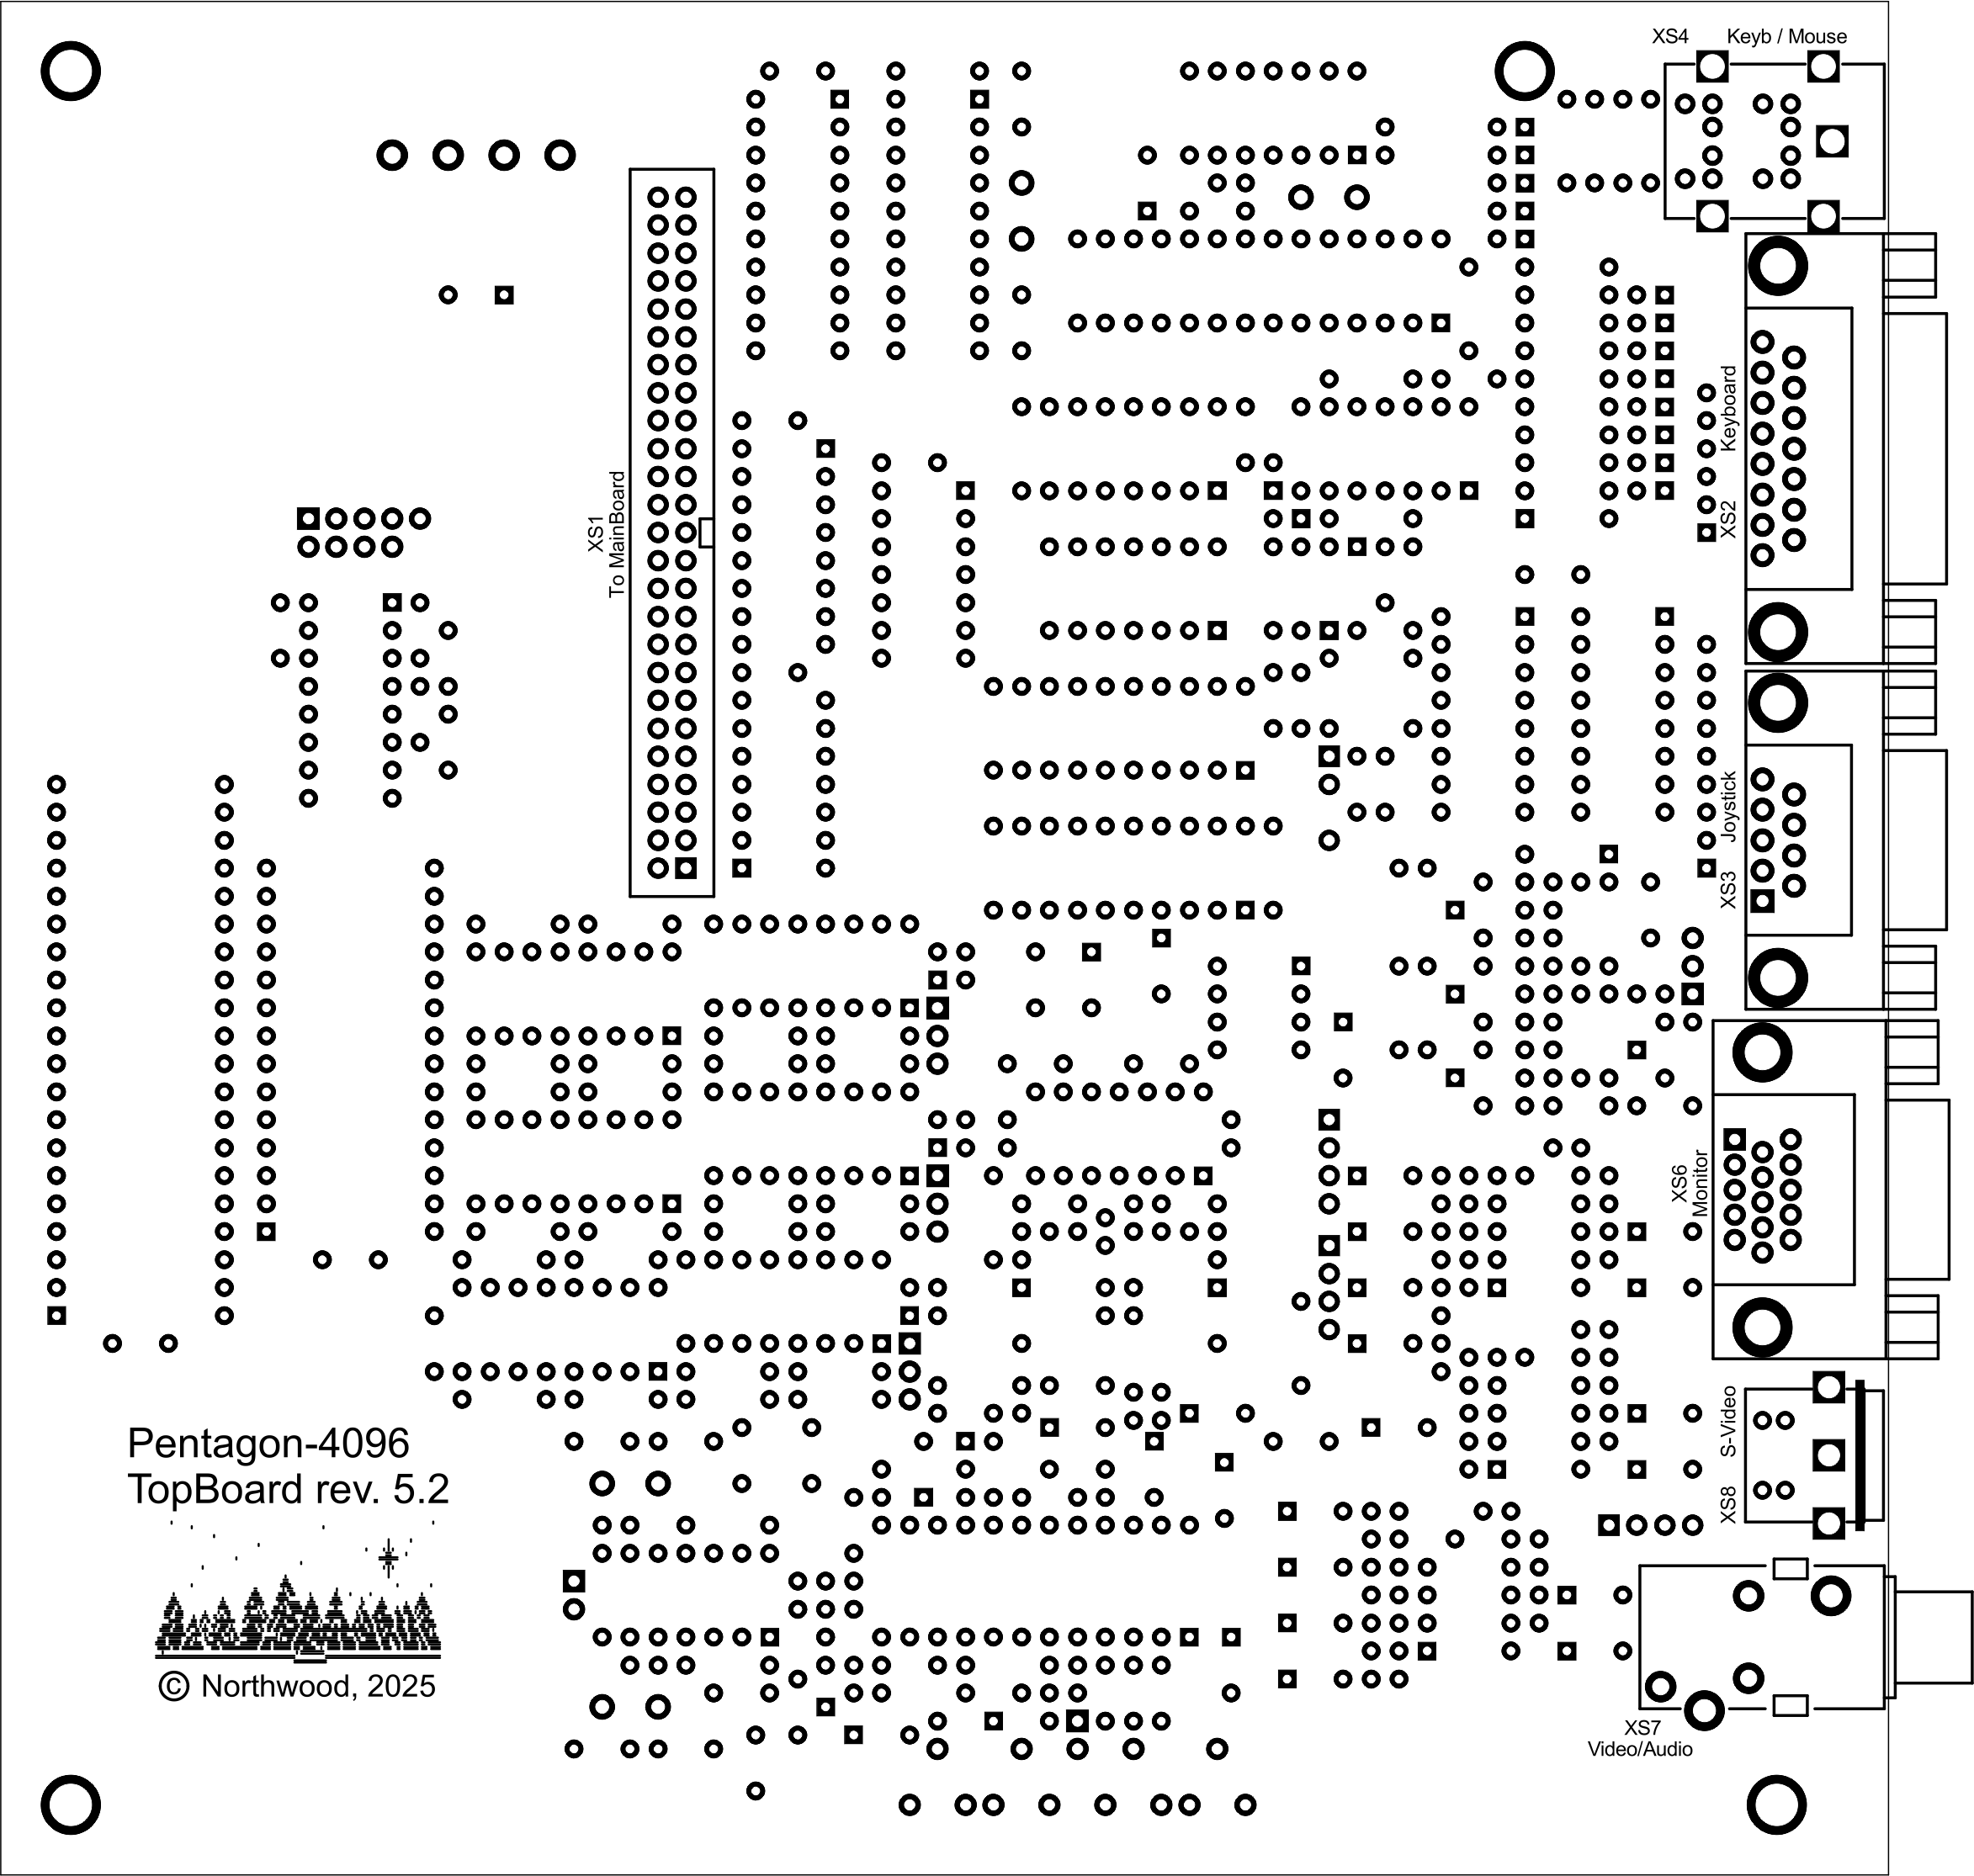 XS4 Keyb / Mouse
XS1
To MainBoard
Keyboard
XS2
Joystick
XS3
XS6
Monitor
S-Video
XS8
Pentagon-4096
TopBoard rev. 5.2
© Northwood, 2025
XS7
Video/Audio